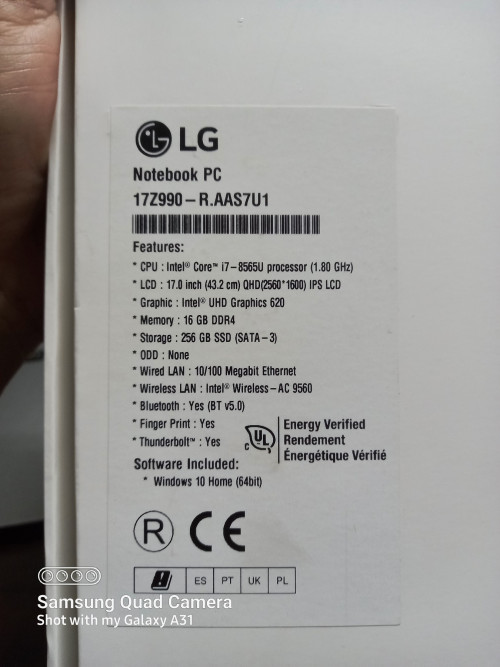 LG
Notebook PC
17Z990-R.AAS7U1
Features:
* CPU : Intel® Core™ i7-8565U processor (1.80 GHz)
* LCD : 17.0 inch (43.2 cm) QHD(2560*1600) IPS LCD
* Graphic : Intel® UHD Graphics 620
* Memory : 16 GB DDR4
* Storage : 256 GB SSD (SATA-3)
* ODD : None
* Wired LAN : 10/100 Megabit Ethernet
* Wireless LAN : Intel® Wireless-AC 9560
* Bluetooth : Yes (BT v5.0)
* Finger Print : Yes
* Thunderbolt™ : Yes
C UL S
Energy Verified
Rendement
Énergétique Vérifié
Software Included:
* Windows 10 Home (64bit)
R CE
! ES PT UK PL
Samsung Quad Camera
Shot with my Galaxy A31